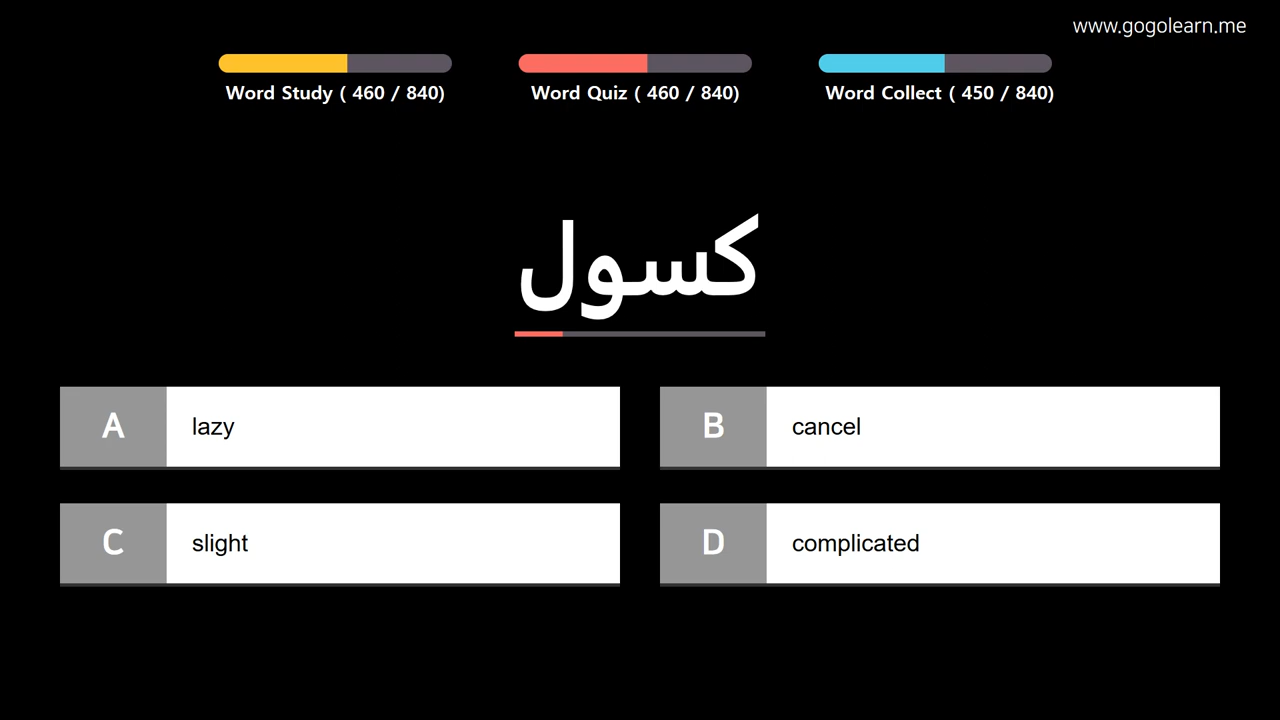 www.gogolearn.me
Word Study ( 460 / 840)
Word Quiz ( 460 / 840)
Word Collect ( 450 / 840)
كسول
A lazy
B cancel
C slight
D complicated